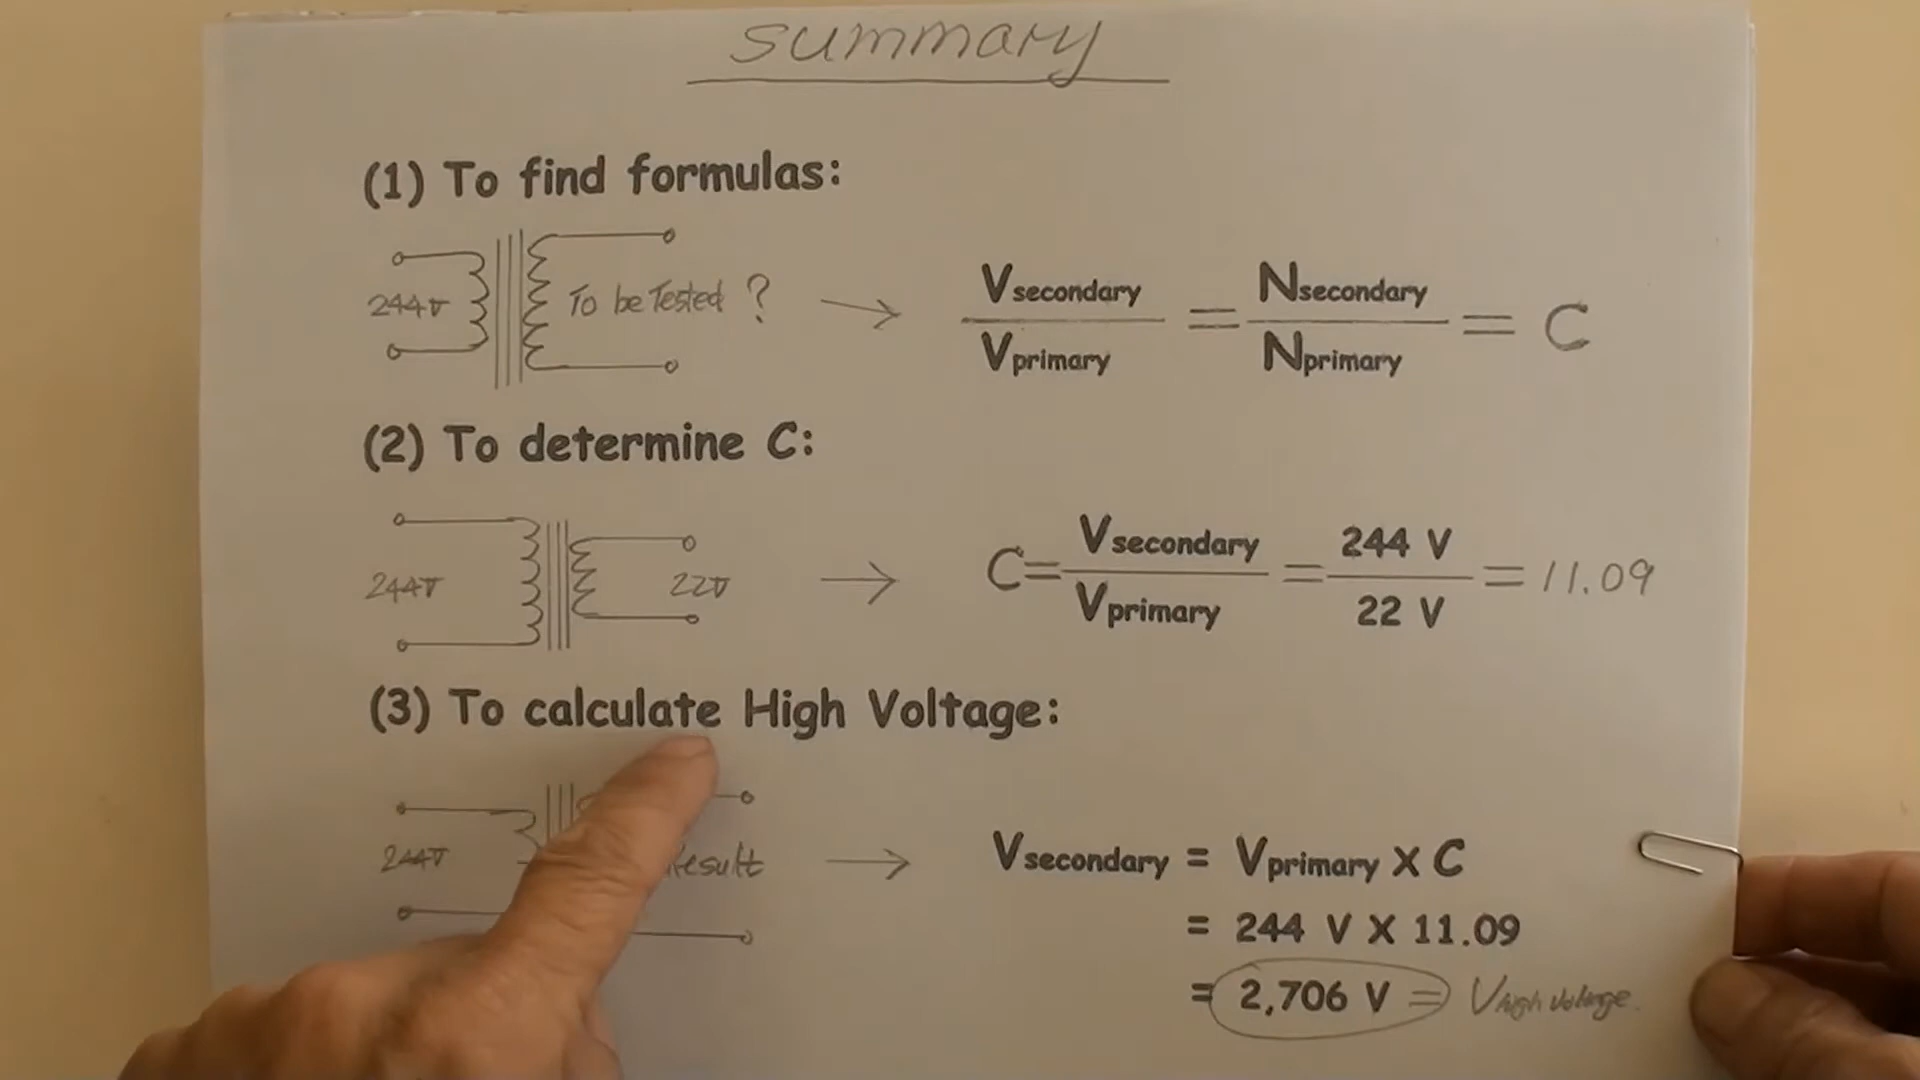 Summary
(1) To find formulas:
244V
To be Tested ?
Vsecondary / Vprimary = Nsecondary / Nprimary = C
(2) To determine C:
244V
22V
C = Vsecondary / Vprimary = 244 V / 22 V = 11.09
(3) To calculate High Voltage:
244V
Result
Vsecondary = Vprimary X C
= 244 V X 11.09
= 2,706 V = Vhigh voltage